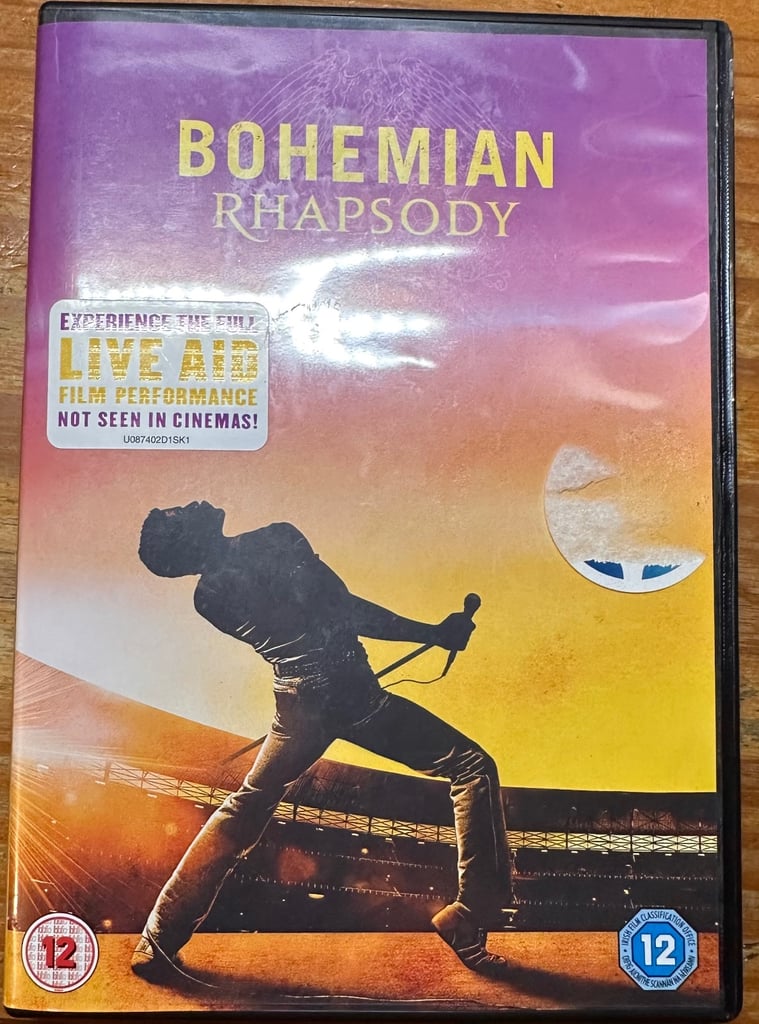 BOHEMIAN
RHAPSODY
EXPERIENCE THE FULL
LIVE AID
FILM PERFORMANCE
NOT SEEN IN CINEMAS!
U087402D1SK1
12
IRISH FILM CLASSIFICATION OFFICE
12